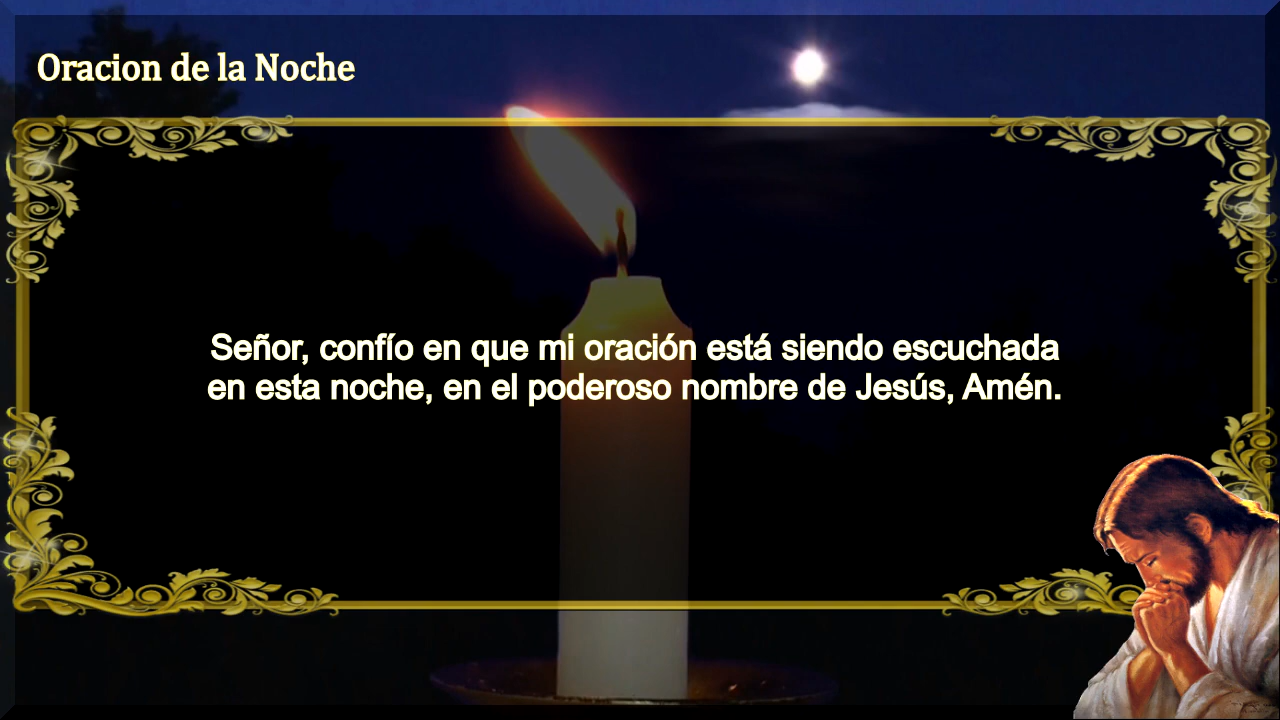 Oracion de la Noche
Señor, confío en que mi oración está siendo escuchada
en esta noche, en el poderoso nombre de Jesús, Amén.